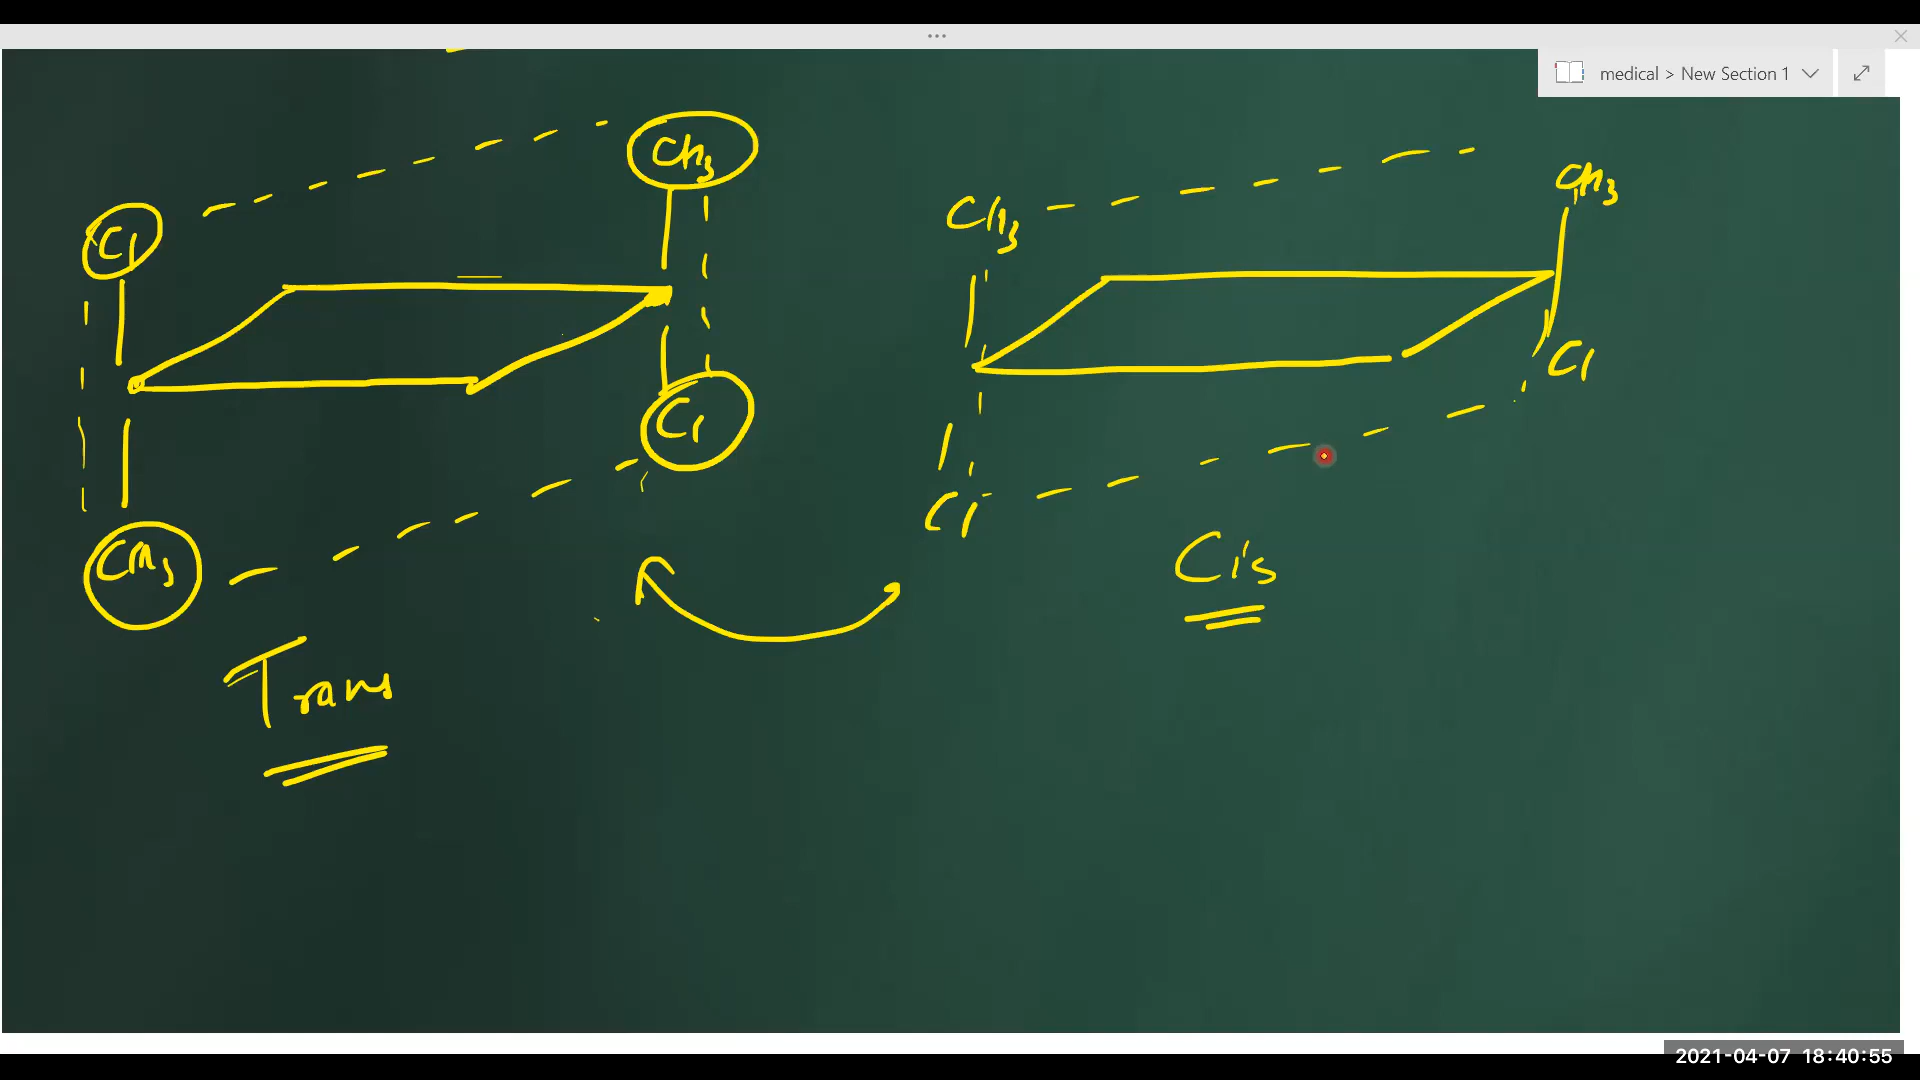 medical > New Section 1
CH3
Cl
Cl
CH3
Trans
CH3
CH3
Cl
Cl
Cis
2021-04-07 18:40:55